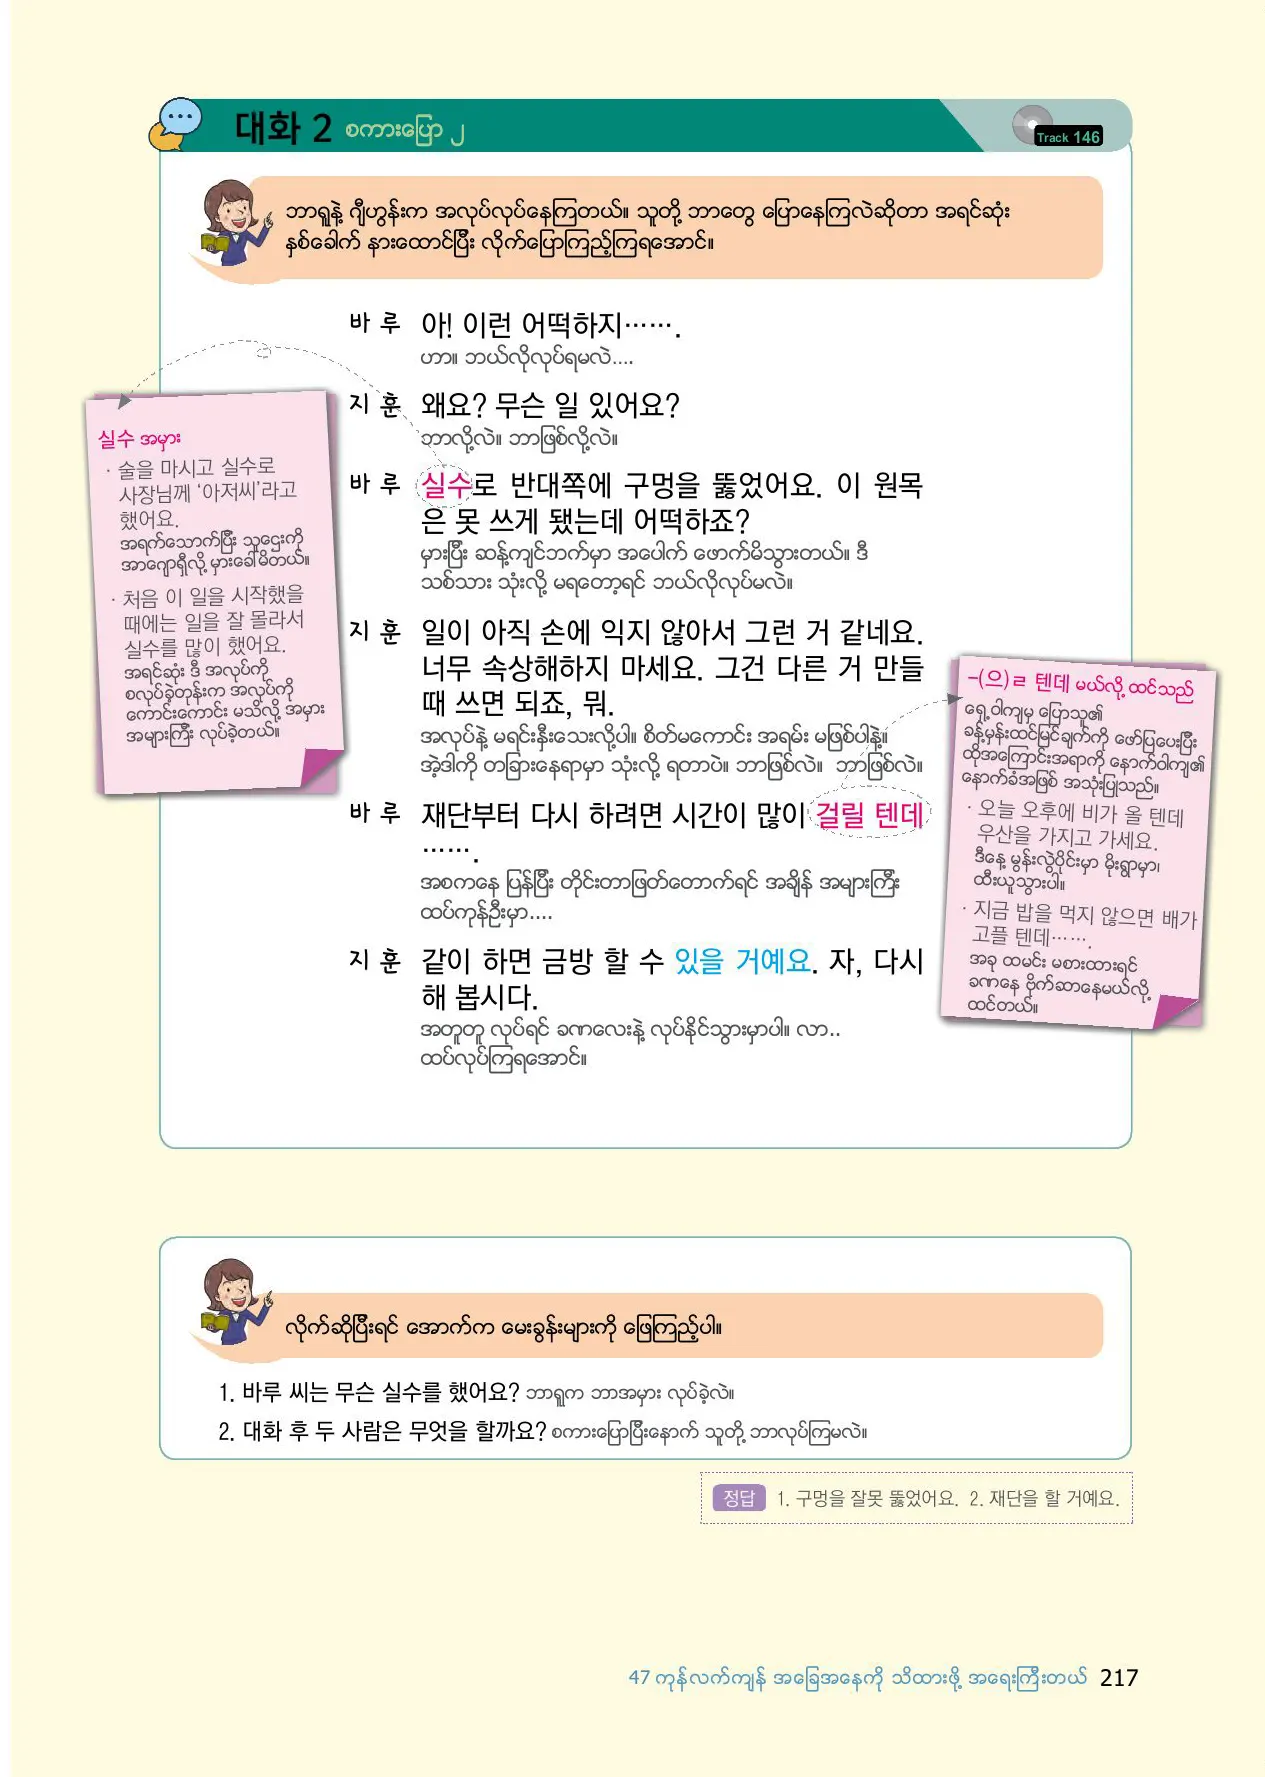 대화 2 စကားပြော ၂
Track 146
ဘာရူနဲ့ ဂျီဟွန်းက အလုပ်လုပ်နေကြတယ်။ သူတို့ ဘာတွေ ပြောနေကြလဲဆိုတာ အရင်ဆုံး
နှစ်ခေါက် နားထောင်ပြီး လိုက်ပြောကြည့်ကြရအောင်။
바 루 아! 이런 어떡하지…….
ဟာ။ ဘယ်လိုလုပ်ရမလဲ....
지 훈 왜요? 무슨 일 있어요?
ဘာလို့လဲ။ ဘာဖြစ်လို့လဲ။
바 루 실수로 반대쪽에 구멍을 뚫었어요. 이 원목
은 못 쓰게 됐는데 어떡하죠?
မှားပြီး ဆန့်ကျင်ဘက်မှာ အပေါက် ဖောက်မိသွားတယ်။ ဒီ
သစ်သား သုံးလို့ မရတော့ရင် ဘယ်လိုလုပ်မလဲ။
지 훈 일이 아직 손에 익지 않아서 그런 거 같네요.
너무 속상해하지 마세요. 그건 다른 거 만들
때 쓰면 되죠, 뭐.
အလုပ်နဲ့ မရင်းနှီးသေးလို့ပါ။ စိတ်မကောင်း အရမ်း မဖြစ်ပါနဲ့။
အဲ့ဒါကို တခြားနေရာမှာ သုံးလို့ ရတာပဲ။ ဘာဖြစ်လဲ။ ဘာဖြစ်လဲ။
바 루 재단부터 다시 하려면 시간이 많이 걸릴 텐데
…….
အစကနေ ပြန်ပြီး တိုင်းတာဖြတ်တောက်ရင် အချိန် အများကြီး
ထပ်ကုန်ဦးမှာ....
지 훈 같이 하면 금방 할 수 있을 거예요. 자, 다시
해 봅시다.
အတူတူ လုပ်ရင် ခဏလေးနဲ့ လုပ်နိုင်သွားမှာပါ။ လာ..
ထပ်လုပ်ကြရအောင်။
실수 အမှား
· 술을 마시고 실수로
사장님께 ‘아저씨’라고
했어요.
အရက်သောက်ပြီး သူဌေးကို
အာဂျောရှီလို့ မှားခေါ်မိတယ်။
· 처음 이 일을 시작했을
때에는 일을 잘 몰라서
실수를 많이 했어요.
အရင်ဆုံး ဒီ အလုပ်ကို
စလုပ်ခဲ့တုန်းက အလုပ်ကို
ကောင်းကောင်း မသိလို့ အမှား
အများကြီး လုပ်ခဲ့တယ်။
-(으)ㄹ 텐데 မယ်လို့ ထင်သည်
ရှေ့ဝါကျမှ ပြောသူ၏
ခန့်မှန်းထင်မြင်ချက်ကို ဖော်ပြပေးပြီး
ထိုအကြောင်းအရာကို နောက်ဝါကျ၏
နောက်ခံအဖြစ် အသုံးပြုသည်။
· 오늘 오후에 비가 올 텐데
우산을 가지고 가세요.
ဒီနေ့ မွန်းလွဲပိုင်းမှာ မိုးရွာမှာ၊
ထီးယူသွားပါ။
· 지금 밥을 먹지 않으면 배가
고플 텐데…….
အခု ထမင်း မစားထားရင်
ခဏနေ ဗိုက်ဆာနေမယ်လို့
ထင်တယ်။
လိုက်ဆိုပြီးရင် အောက်က မေးခွန်းများကို ဖြေကြည့်ပါ။
1. 바루 씨는 무슨 실수를 했어요? ဘာရူက ဘာအမှား လုပ်ခဲ့လဲ။
2. 대화 후 두 사람은 무엇을 할까요? စကားပြောပြီးနောက် သူတို့ ဘာလုပ်ကြမလဲ။
정답 1. 구멍을 잘못 뚫었어요. 2. 재단을 할 거예요.
47 ကုန်လက်ကျန် အခြေအနေကို သိထားဖို့ အရေးကြီးတယ် 217